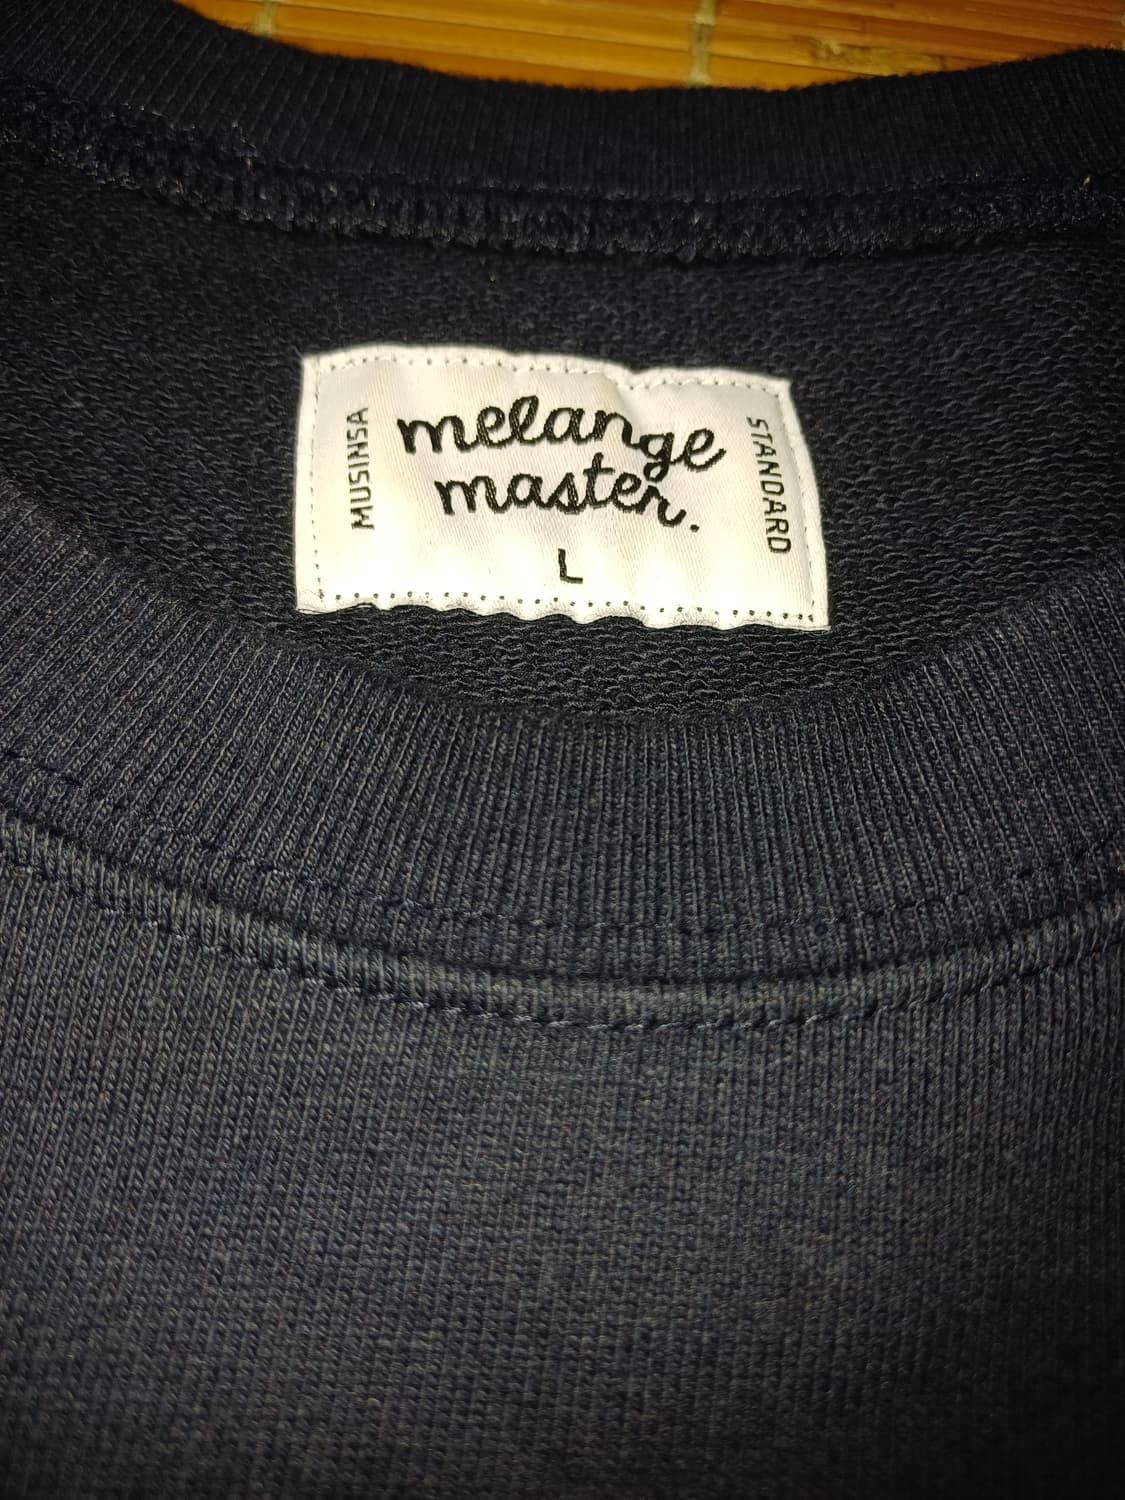 MUSINSA
melange
master.
L
STANDARD